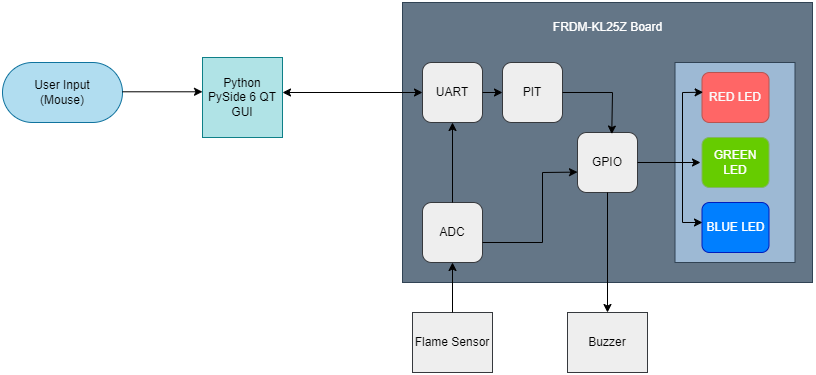 FRDM-KL25Z Board
User Input
(Mouse)
Python
PySide 6 QT
GUI
UART
PIT
RED LED
GREEN
LED
GPIO
BLUE LED
ADC
Flame Sensor
Buzzer